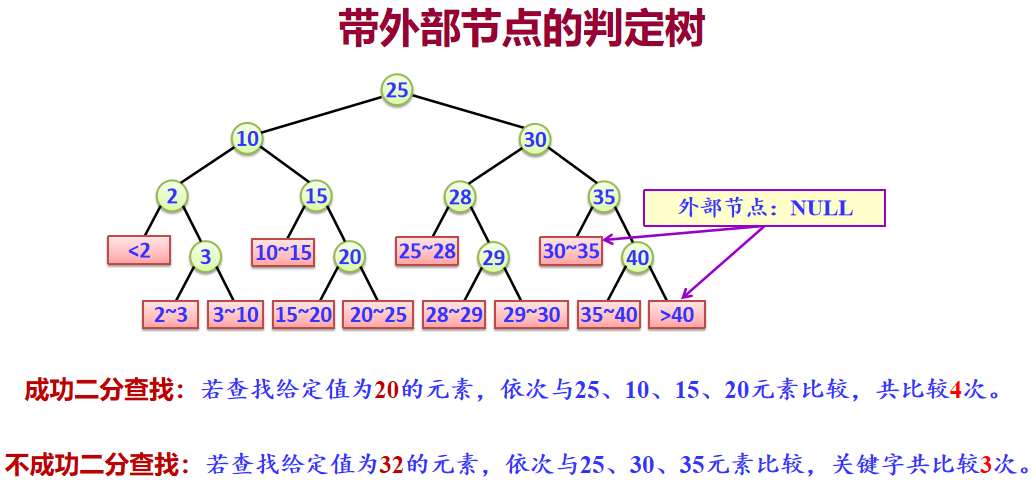 带外部节点的判定树
25
10 30
2 15 28 35
外部节点：NULL
<2 3 10~15 20 25~28 29 30~35 40
2~3 3~10 15~20 20~25 28~29 29~30 35~40 >40
成功二分查找：若查找给定值为20的元素，依次与25、10、15、20元素比较，共比较4次。
不成功二分查找：若查找给定值为32的元素，依次与25、30、35元素比较，关键字共比较3次。